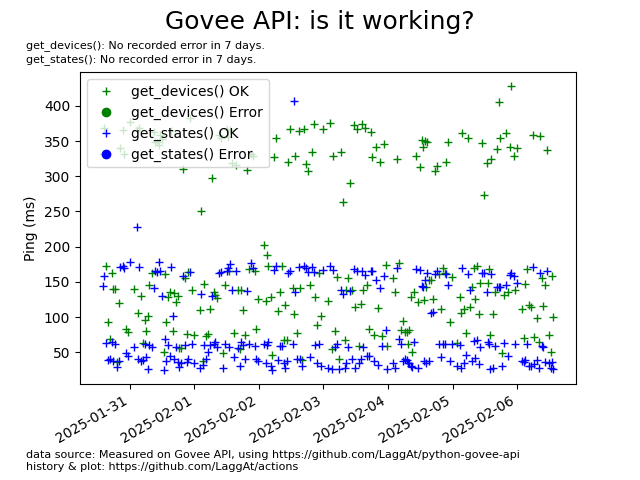 Govee API: is it working?
get_devices(): No recorded error in 7 days.
get_states(): No recorded error in 7 days.
get_devices() OK
get_devices() Error
get_states() OK
get_states() Error
Ping (ms)
400
350
300
250
200
150
100
50
2025-01-31
2025-02-01
2025-02-02
2025-02-03
2025-02-04
2025-02-05
2025-02-06
data source: Measured on Govee API, using https://github.com/LaggAt/python-govee-api
history & plot: https://github.com/LaggAt/actions